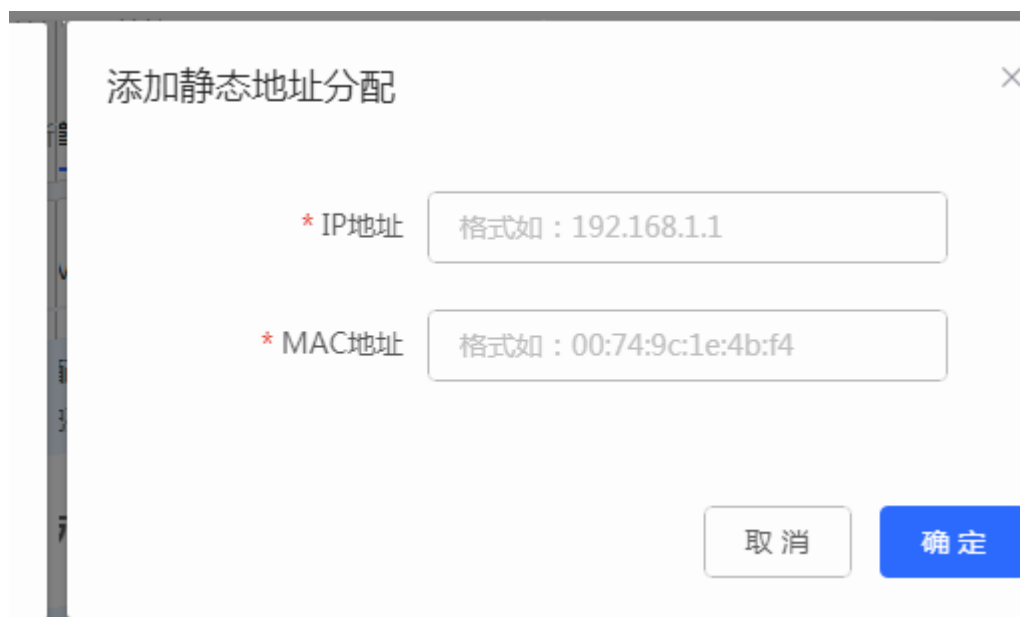 添加静态地址分配
* IP地址 格式如：192.168.1.1
* MAC地址 格式如：00:74:9c:1e:4b:f4
取 消 确 定